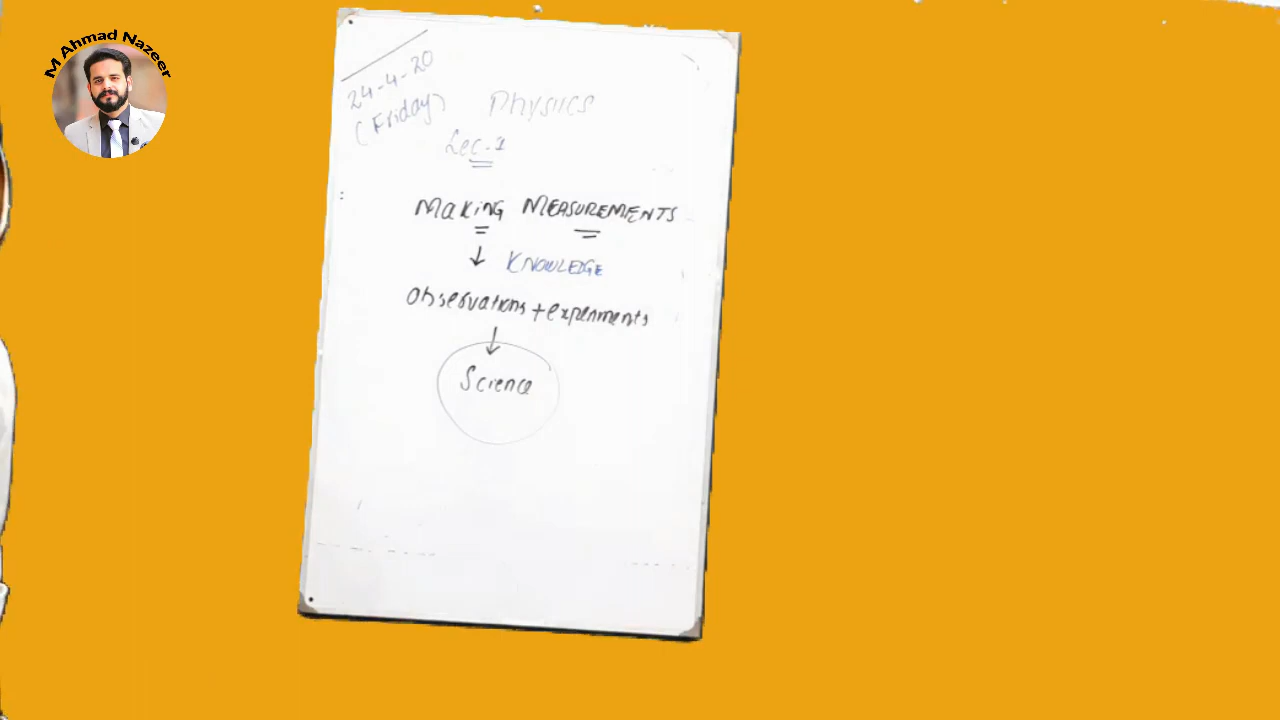 M Ahmad Nazeer
24-4-20
(Friday)
Physics
Lec-1
MaKiNG MEASUREMENTS
↓ KNOWLEDGE
Observations + experiments
↓
Science